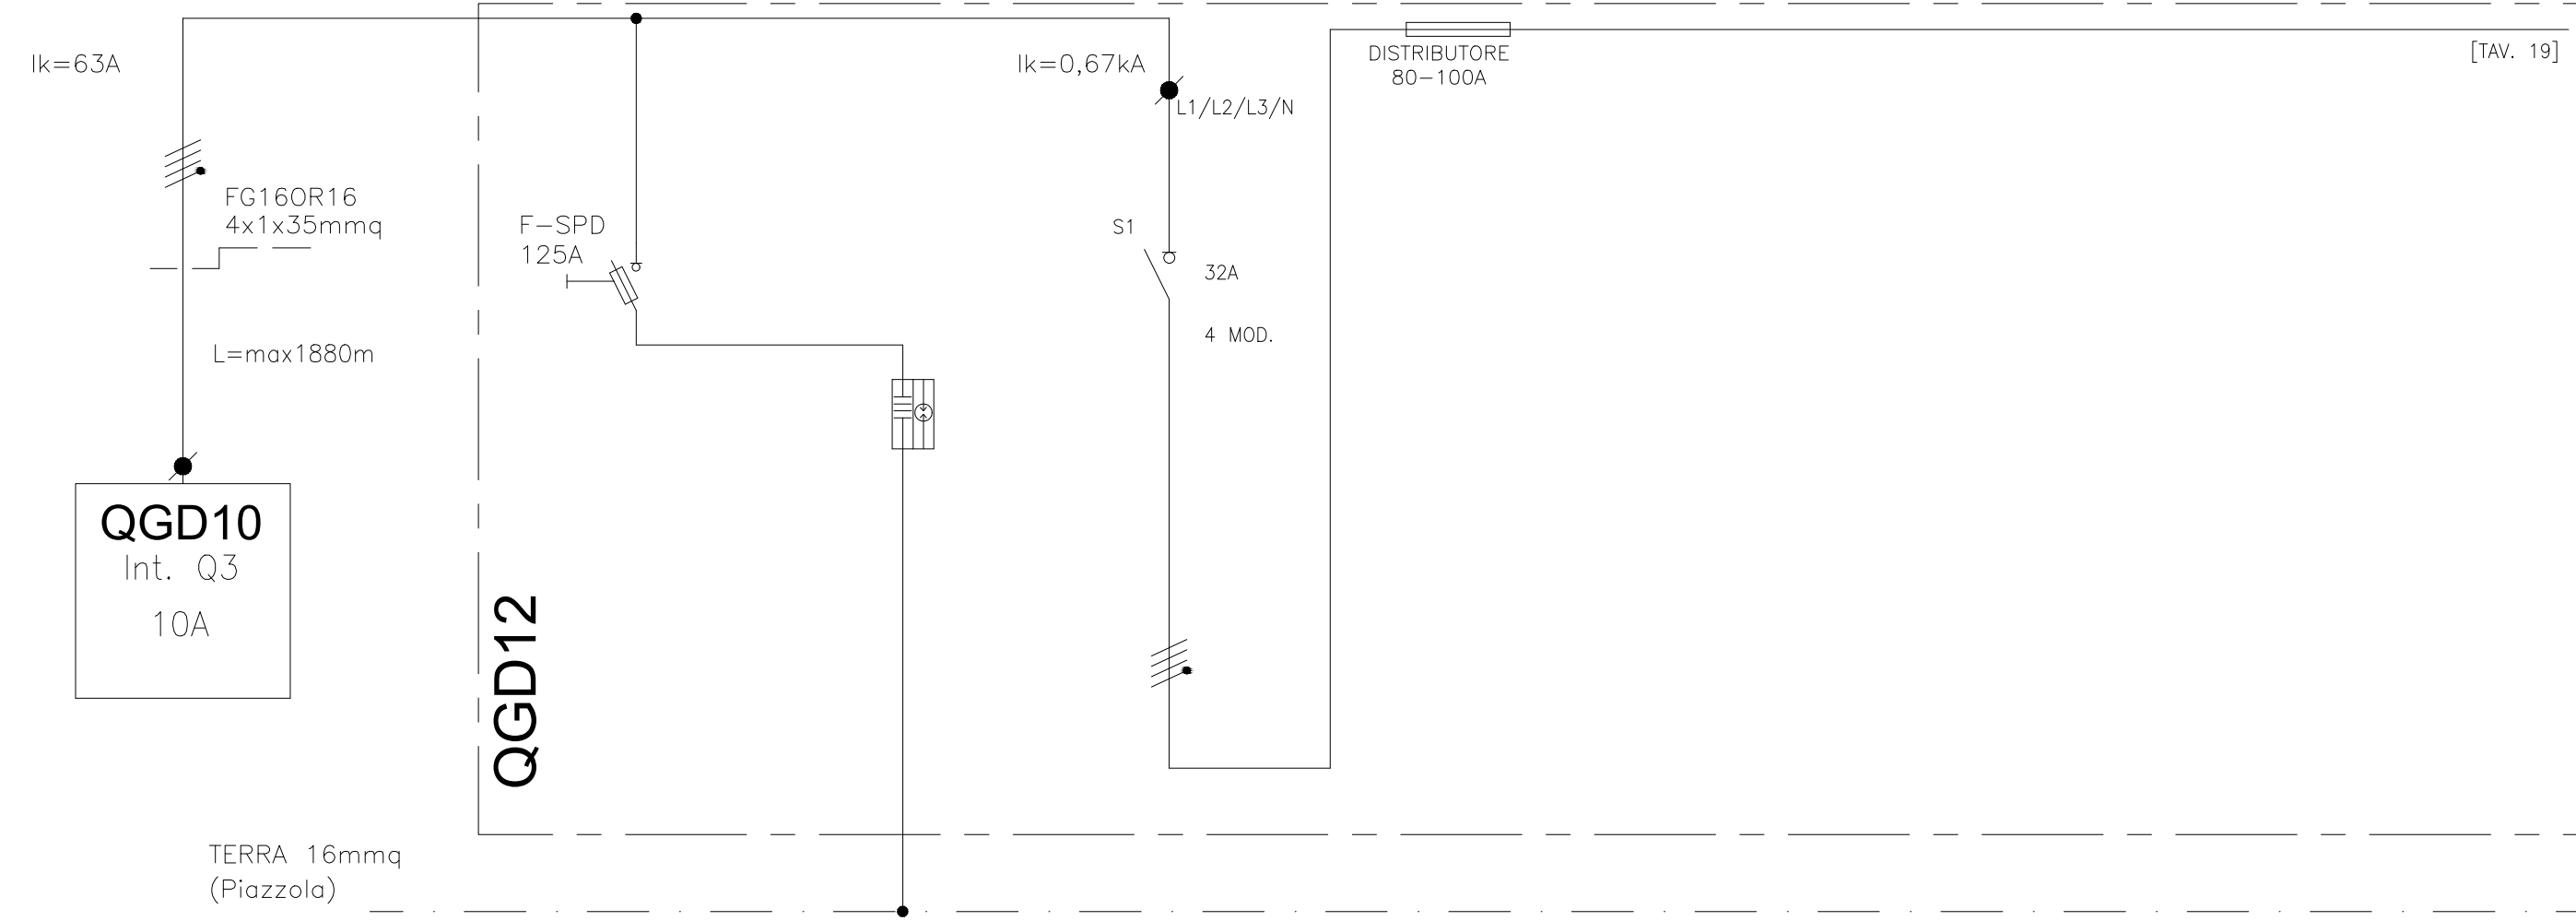 Ik=63A
FG16OR16
4x1x35mmq
L=max1880m
QGD10
Int. Q3
10A
TERRA 16mmq
(Piazzola)
QGD12
F-SPD
125A
Ik=0,67kA
L1/L2/L3/N
S1
32A
4 MOD.
DISTRIBUTORE
80-100A
[TAV. 19]